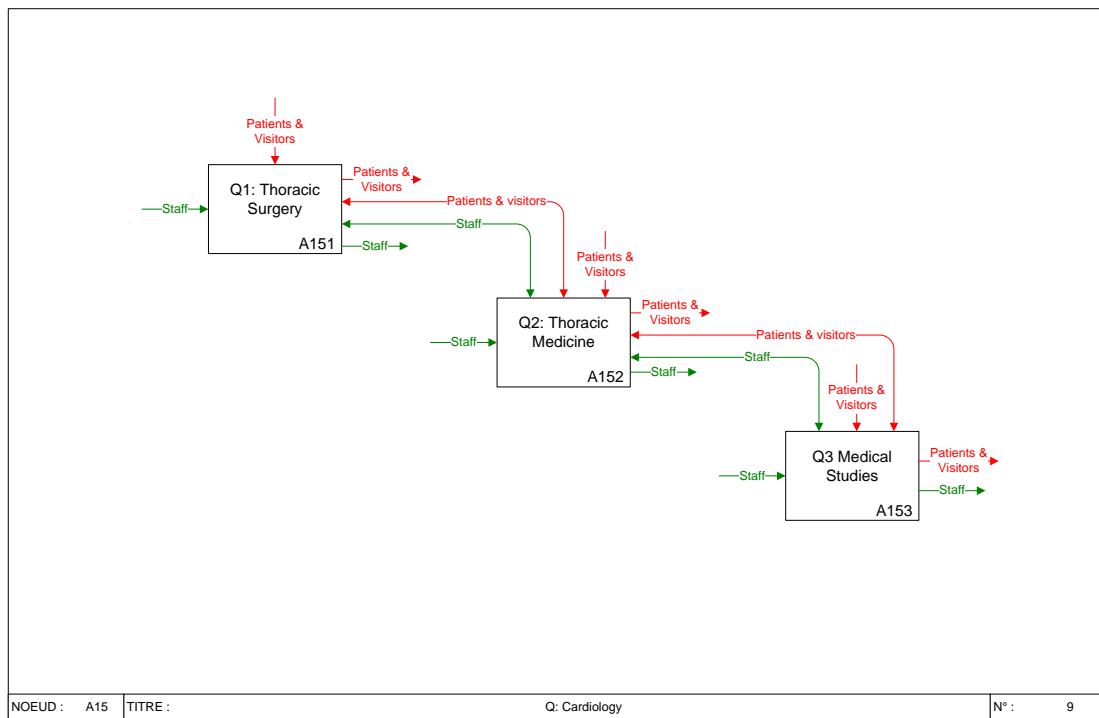 Patients &
Visitors
Q1: Thoracic
Surgery
A151
Staff
Patients &
Visitors
Patients & visitors
Staff
Staff
Patients &
Visitors
Q2: Thoracic
Medicine
A152
Staff
Patients &
Visitors
Patients & visitors
Staff
Staff
Patients &
Visitors
Q3 Medical
Studies
A153
Staff
Patients &
Visitors
Staff
NOEUD : A15 TITRE : Q: Cardiology N° : 9